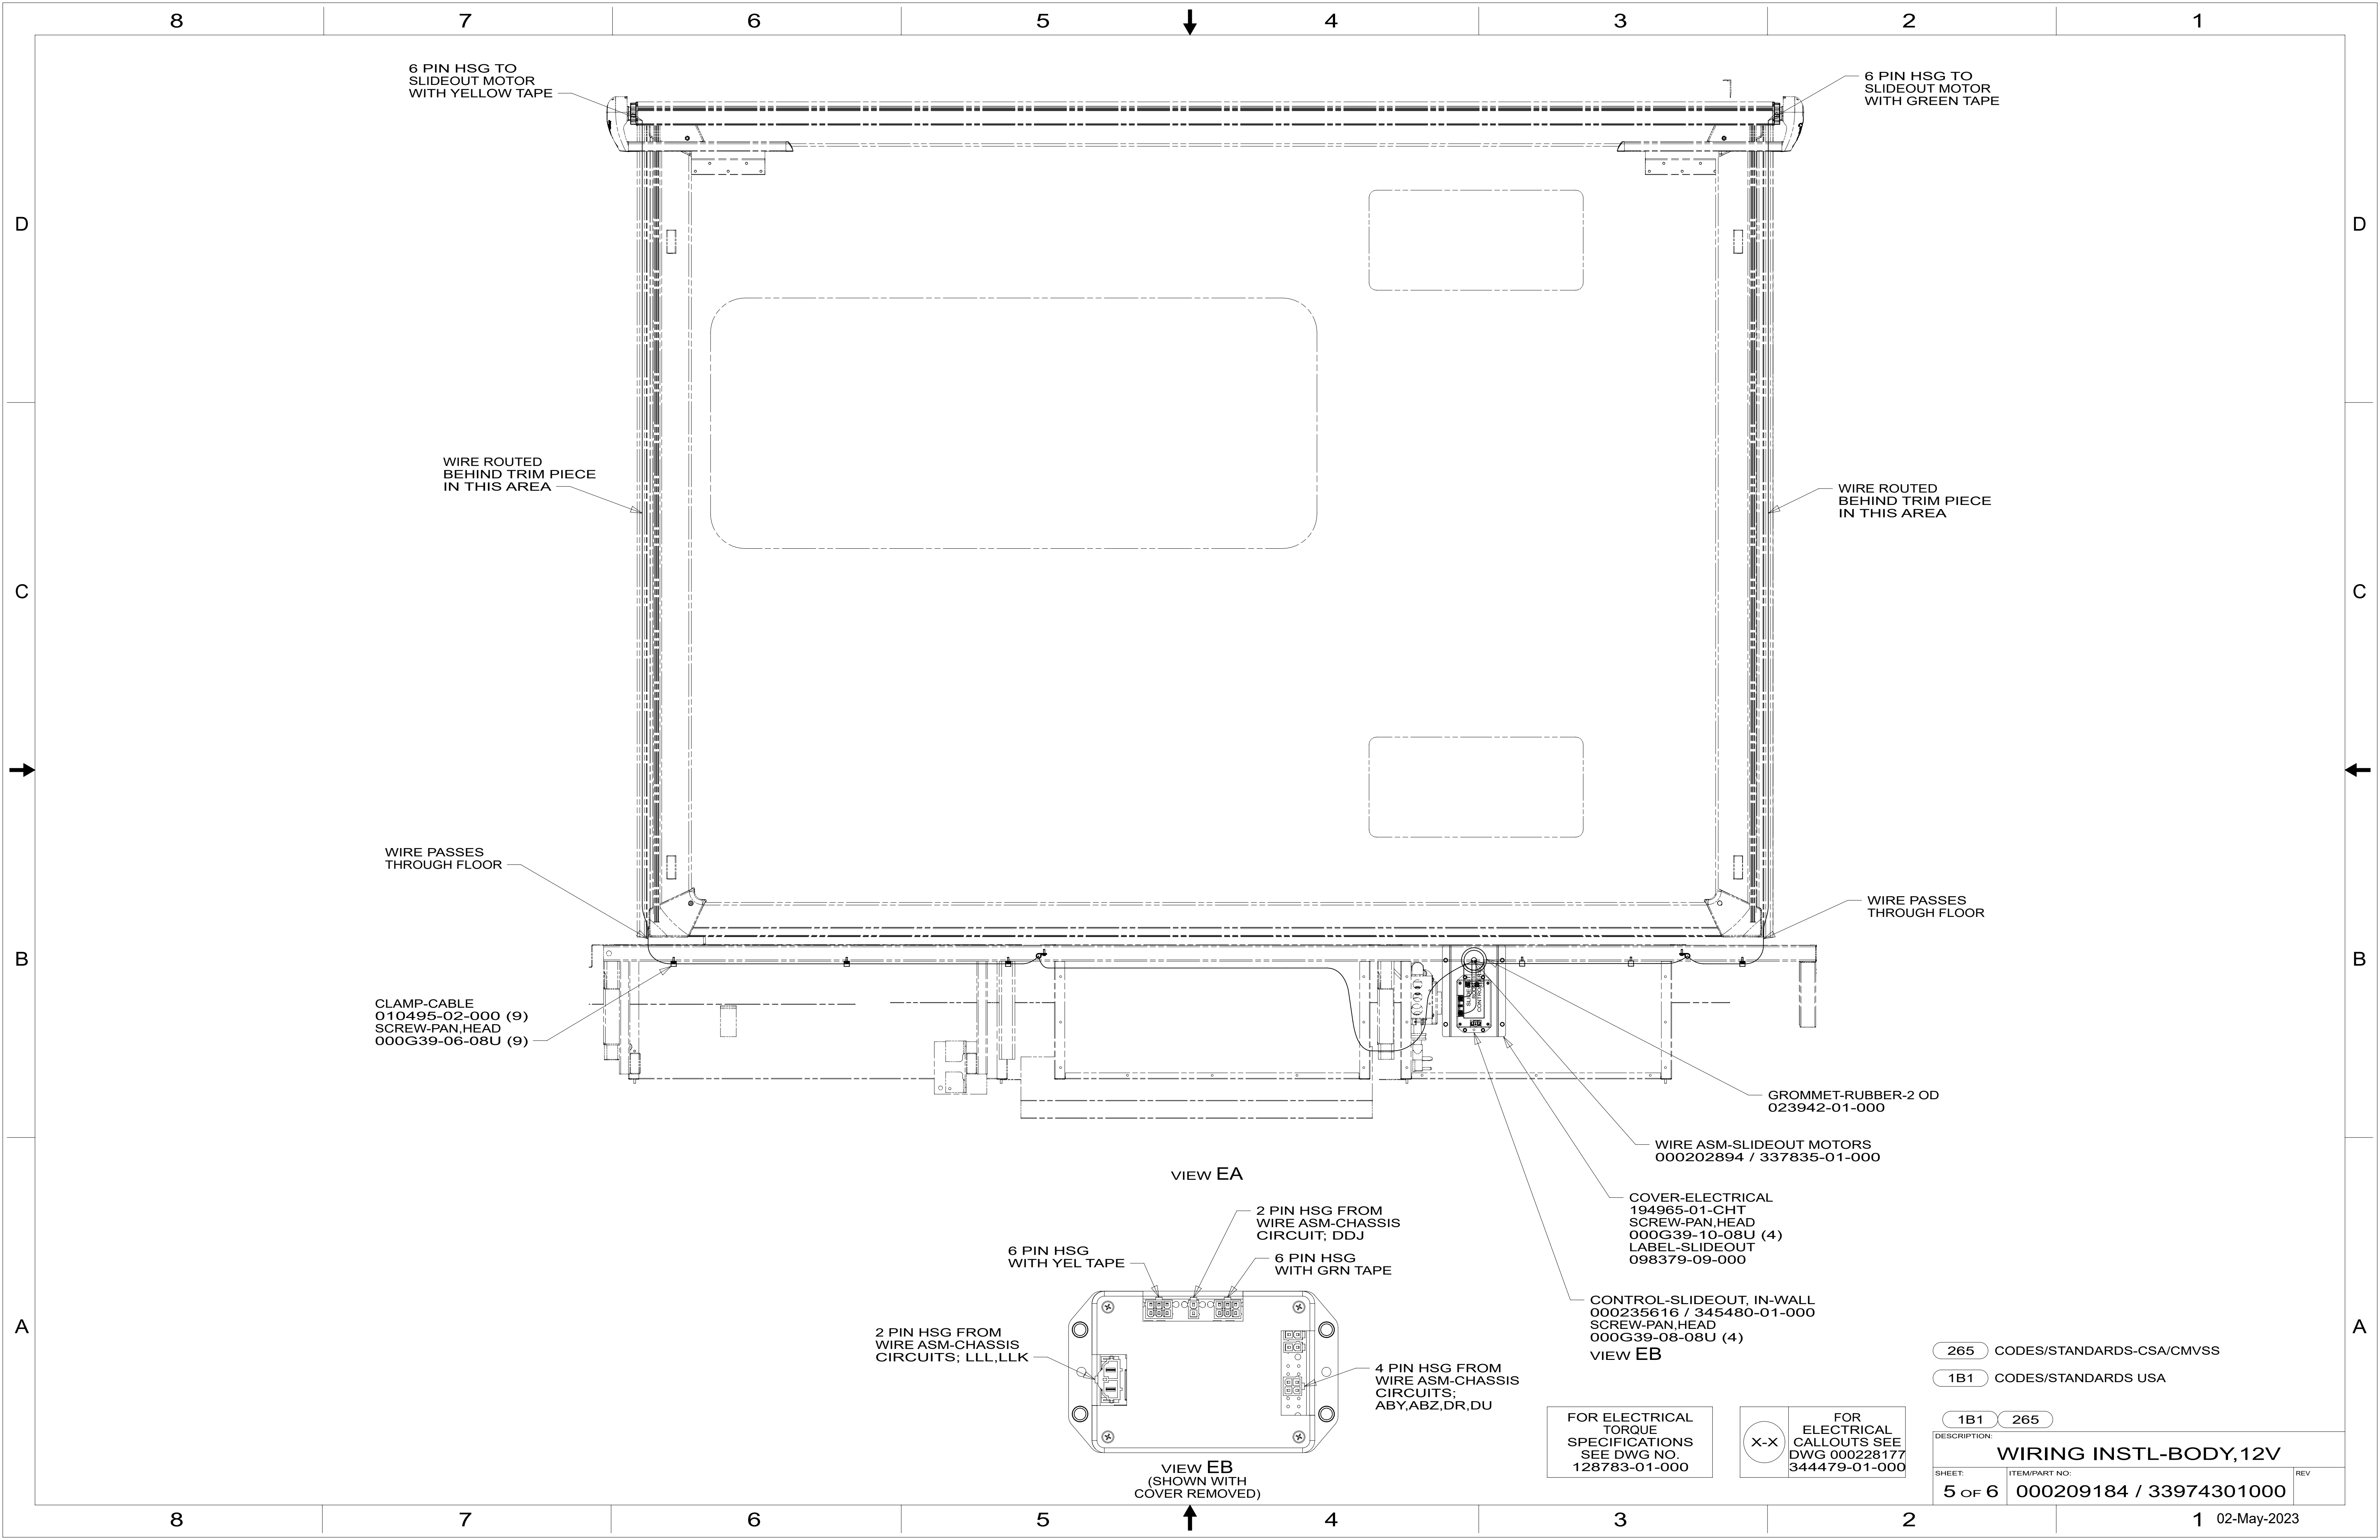 8 7 6 5 4 3 2 1
6 PIN HSG TO
SLIDEOUT MOTOR
WITH YELLOW TAPE
6 PIN HSG TO
SLIDEOUT MOTOR
WITH GREEN TAPE
D
D
WIRE ROUTED
BEHIND TRIM PIECE
IN THIS AREA
WIRE ROUTED
BEHIND TRIM PIECE
IN THIS AREA
C
C
WIRE PASSES
THROUGH FLOOR
WIRE PASSES
THROUGH FLOOR
B
B
CLAMP-CABLE
010495-02-000 (9)
SCREW-PAN,HEAD
000G39-06-08U (9)
GROMMET-RUBBER-2 OD
023942-01-000
WIRE ASM-SLIDEOUT MOTORS
000202894 / 337835-01-000
VIEW EA
COVER-ELECTRICAL
194965-01-CHT
SCREW-PAN,HEAD
000G39-10-08U (4)
LABEL-SLIDEOUT
098379-09-000
2 PIN HSG FROM
WIRE ASM-CHASSIS
CIRCUIT; DDJ
6 PIN HSG
WITH YEL TAPE
6 PIN HSG
WITH GRN TAPE
CONTROL-SLIDEOUT, IN-WALL
000235616 / 345480-01-000
SCREW-PAN,HEAD
000G39-08-08U (4)
VIEW EB
A
A
2 PIN HSG FROM
WIRE ASM-CHASSIS
CIRCUITS; LLL,LLK
4 PIN HSG FROM
WIRE ASM-CHASSIS
CIRCUITS;
ABY,ABZ,DR,DU
VIEW EB
(SHOWN WITH
COVER REMOVED)
265 CODES/STANDARDS-CSA/CMVSS
1B1 CODES/STANDARDS USA
1B1 265
FOR ELECTRICAL
TORQUE
SPECIFICATIONS
SEE DWG NO.
128783-01-000
X-X
FOR
ELECTRICAL
CALLOUTS SEE
DWG 000228177
344479-01-000
DESCRIPTION:
WIRING INSTL-BODY,12V
SHEET: ITEM/PART NO: REV
5 OF 6 000209184 / 33974301000
8 7 6 5 4 3 2 1 02-May-2023